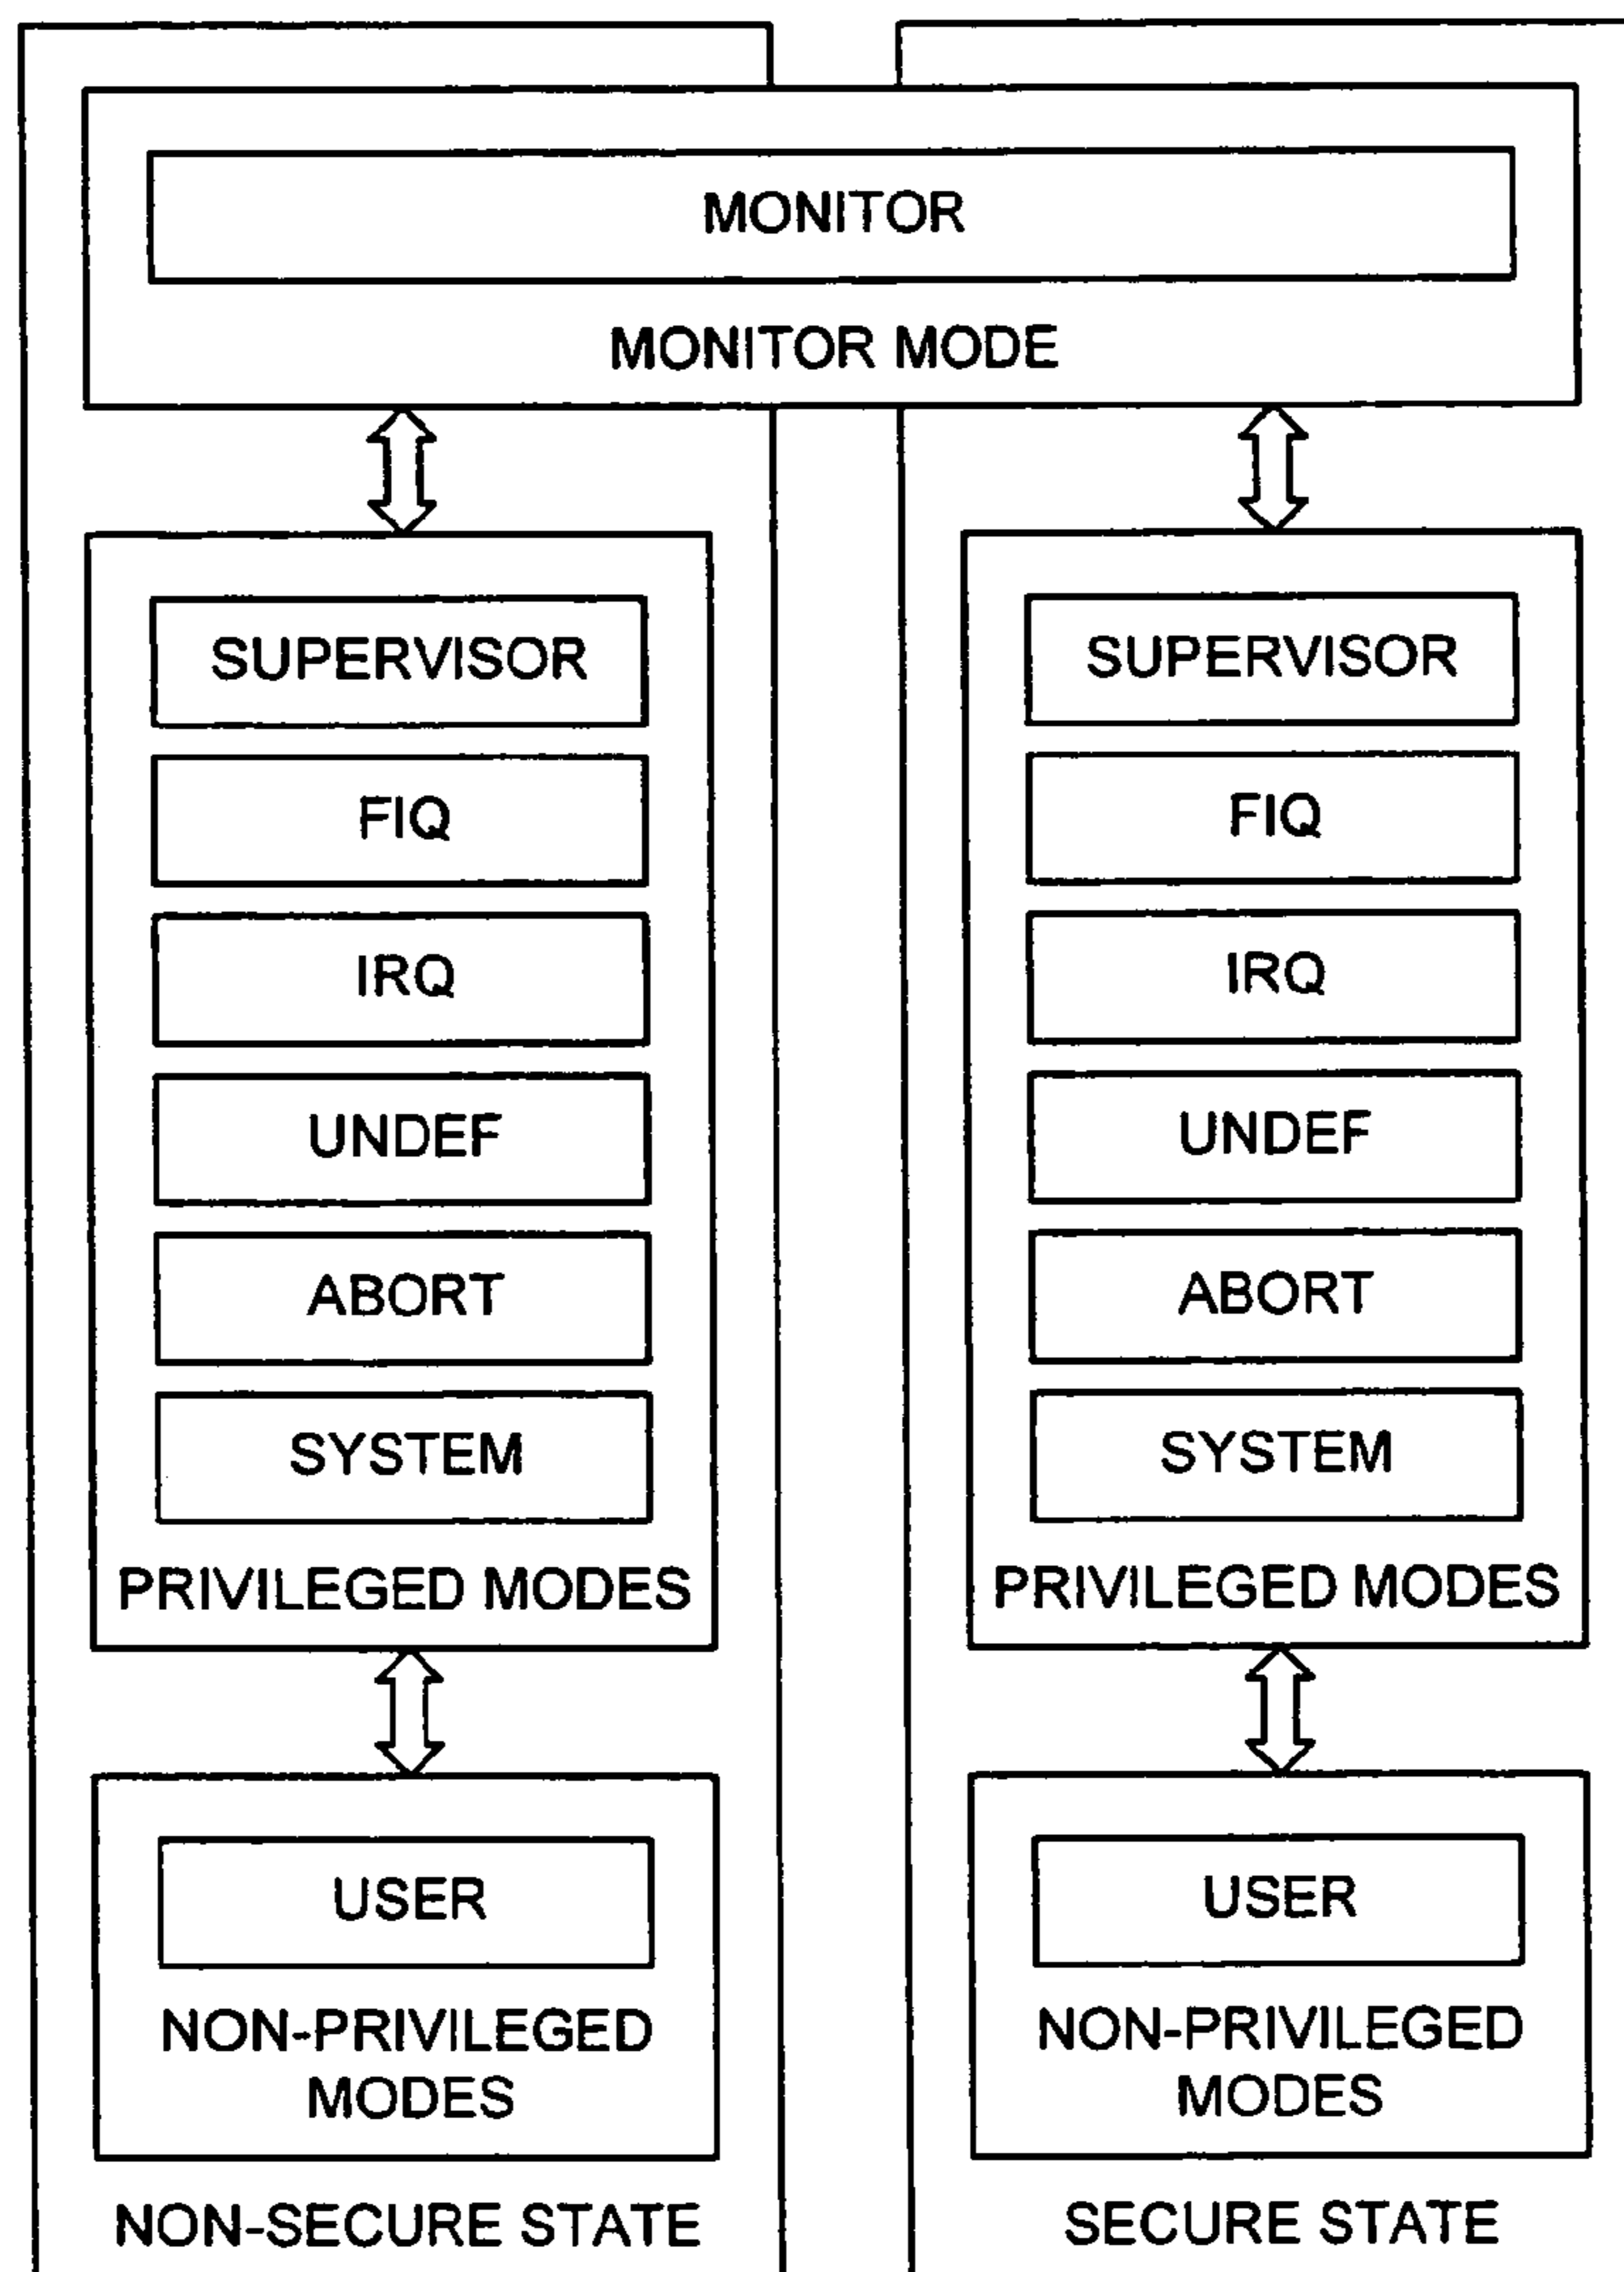 MONITOR
MONITOR MODE
SUPERVISOR
FIQ
IRQ
UNDEF
ABORT
SYSTEM
PRIVILEGED MODES
USER
NON-PRIVILEGED
MODES
NON-SECURE STATE
SUPERVISOR
FIQ
IRQ
UNDEF
ABORT
SYSTEM
PRIVILEGED MODES
USER
NON-PRIVILEGED
MODES
SECURE STATE